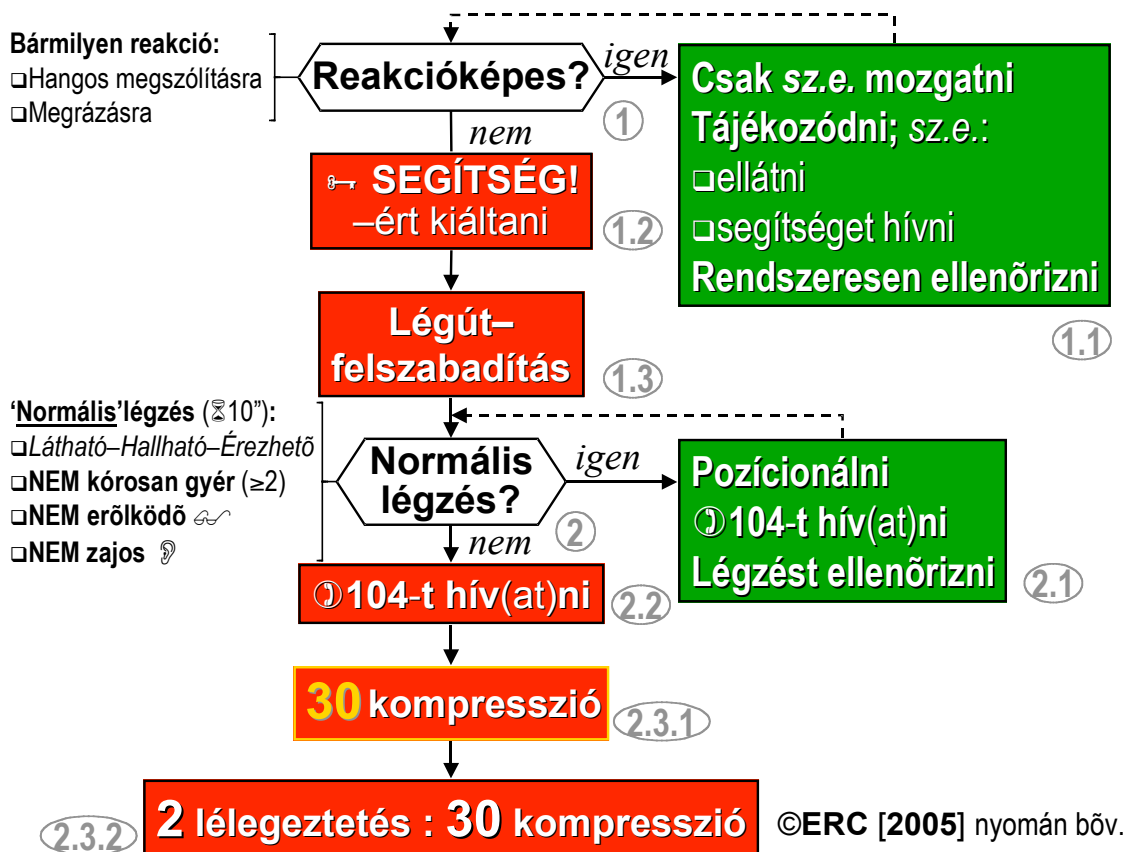 Bármilyen reakció:
❑Hangos megszólításra
❑Megrázásra
Reakcióképes?
igen
1
nem
Csak sz.e. mozgatni
Tájékozódni; sz.e.:
❑ellátni
❑segítséget hívni
Rendszeresen ellenõrizni
1.1
SEGÍTSÉG!
–ért kiáltani
1.2
Légút–
felszabadítás
1.3
‘Normális’légzés (⌛10”):
❑Látható–Hallható–Érezhetõ
❑NEM kórosan gyér (≥2)
❑NEM erõlködõ
❑NEM zajos
Normális
légzés?
igen
2
nem
Pozícionálni
✆104-t hív(at)ni
Légzést ellenõrizni
2.1
✆104-t hív(at)ni
2.2
30 kompresszió
2.3.1
2 lélegeztetés : 30 kompresszió
2.3.2
©ERC [2005] nyomán bõv.